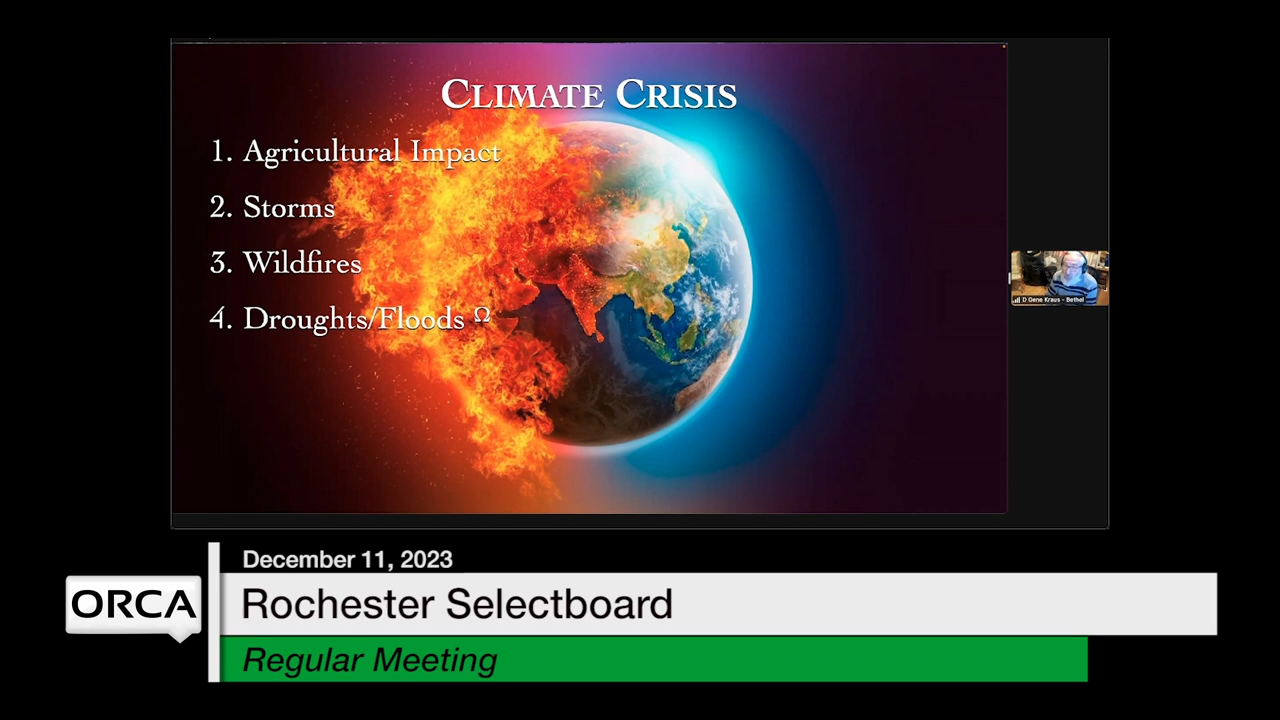 CLIMATE CRISIS
1. Agricultural Impact
2. Storms
3. Wildfires
4. Droughts/Floods Ω
D Gene Kraus - Bethel
December 11, 2023
ORCA
Rochester Selectboard
Regular Meeting